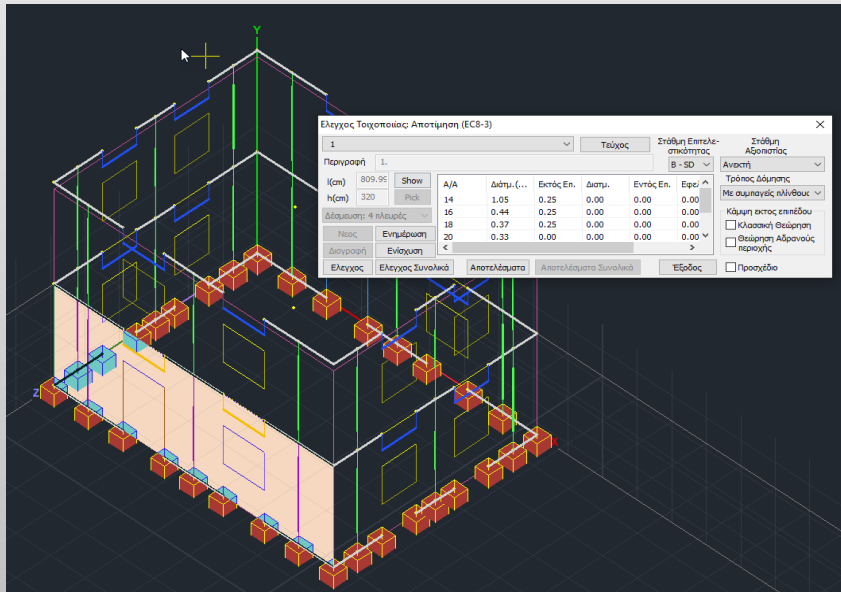 Y
Z
X
Ελεγχος Τοιχοποιίας: Αποτίμηση (EC8-3)
1
Τεύχος
Στάθμη Επιτελε-
στικότητας
Στάθμη
Αξιοπιστίας
Περιγραφή 1.
B - SD
Ανεκτή
l(cm) 809.99 Show
h(cm) 320 Pick
Τρόπος Δόμησης
Με συμπαγείς πλίνθους
Δέσμευση: 4 πλευρές
Νεος Ενημέρωση
Διαγραφή Ενίσχυση
A/A Διάτμ.(... Εκτός Επ. Διατμ. Εντός Επ. Εφελ
14 1.05 0.25 0.00 0.00 0.00
16 0.44 0.25 0.00 0.00 0.00
18 0.37 0.25 0.00 0.00 0.00
20 0.33 0.00 0.00 0.00 0.00
Κάμψη εκτος επιπέδου
Κλασσική Θεώρηση
Θεώρηση Αδρανούς
περιοχής
Ελεγχος Ελεγχος Συνολικά Αποτελέσματα Αποτελέσματα Συνολικά Έξοδος Προσχέδιο